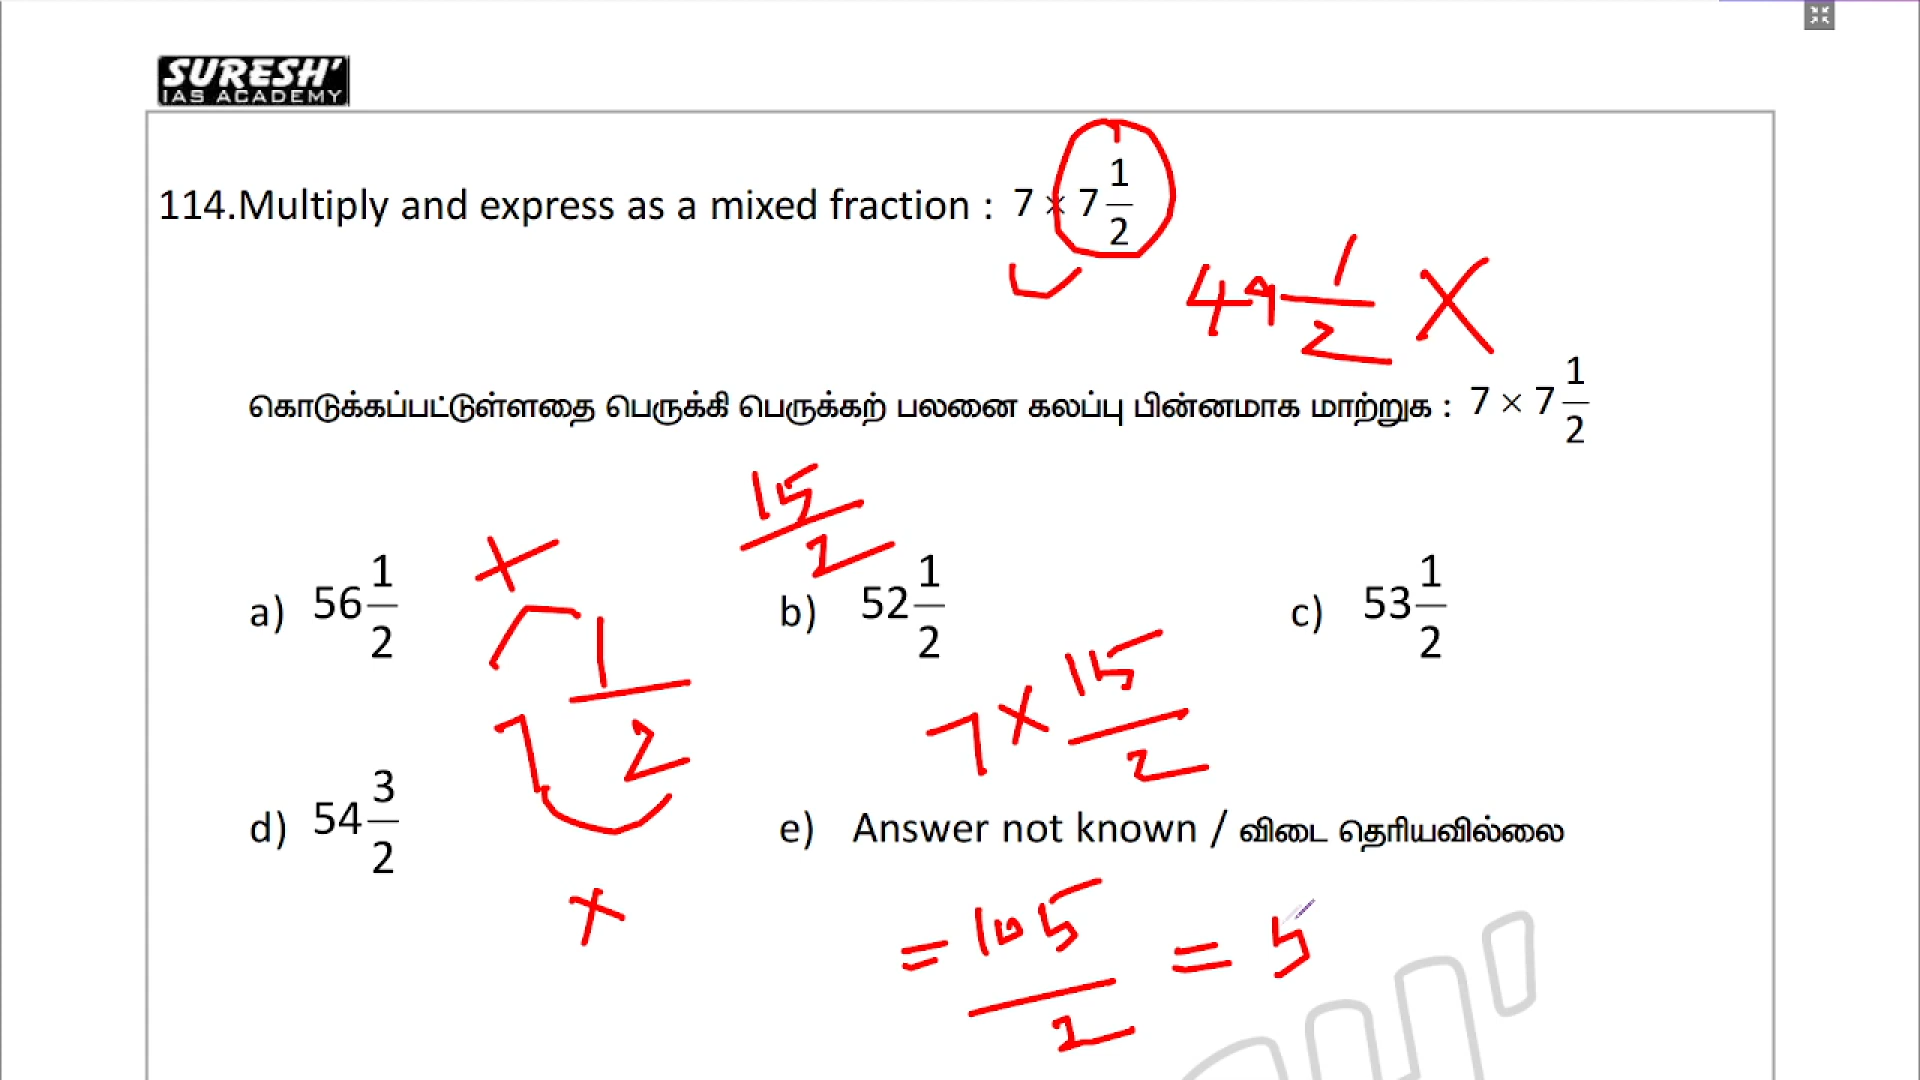 SURESH'
IAS ACADEMY
114.Multiply and express as a mixed fraction : 7 × 7 1/2
49 1/2 X
கொடுக்கப்பட்டுள்ளதை பெருக்கி பெருக்கற் பலனை கலப்பு பின்னமாக மாற்றுக : 7 × 7 1/2
15/2
a) 56 1/2
b) 52 1/2
c) 53 1/2
+
7 1/2
×
7 × 15/2
d) 54 3/2
e) Answer not known / விடை தெரியவில்லை
= 105/2 = 5